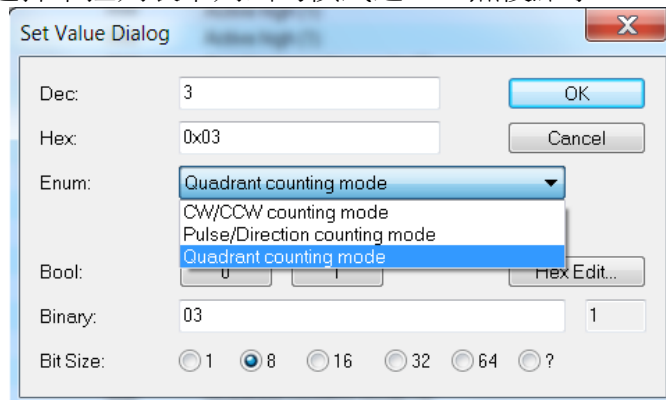 Set Value Dialog
X
Dec: 3 OK
Hex: 0x03 Cancel
Enum: Quadrant counting mode
CW/CCW counting mode
Pulse/Direction counting mode
Quadrant counting mode
Bool: 0 1 Hex Edit...
Binary: 03 1
Bit Size: 1 8 16 32 64 ?